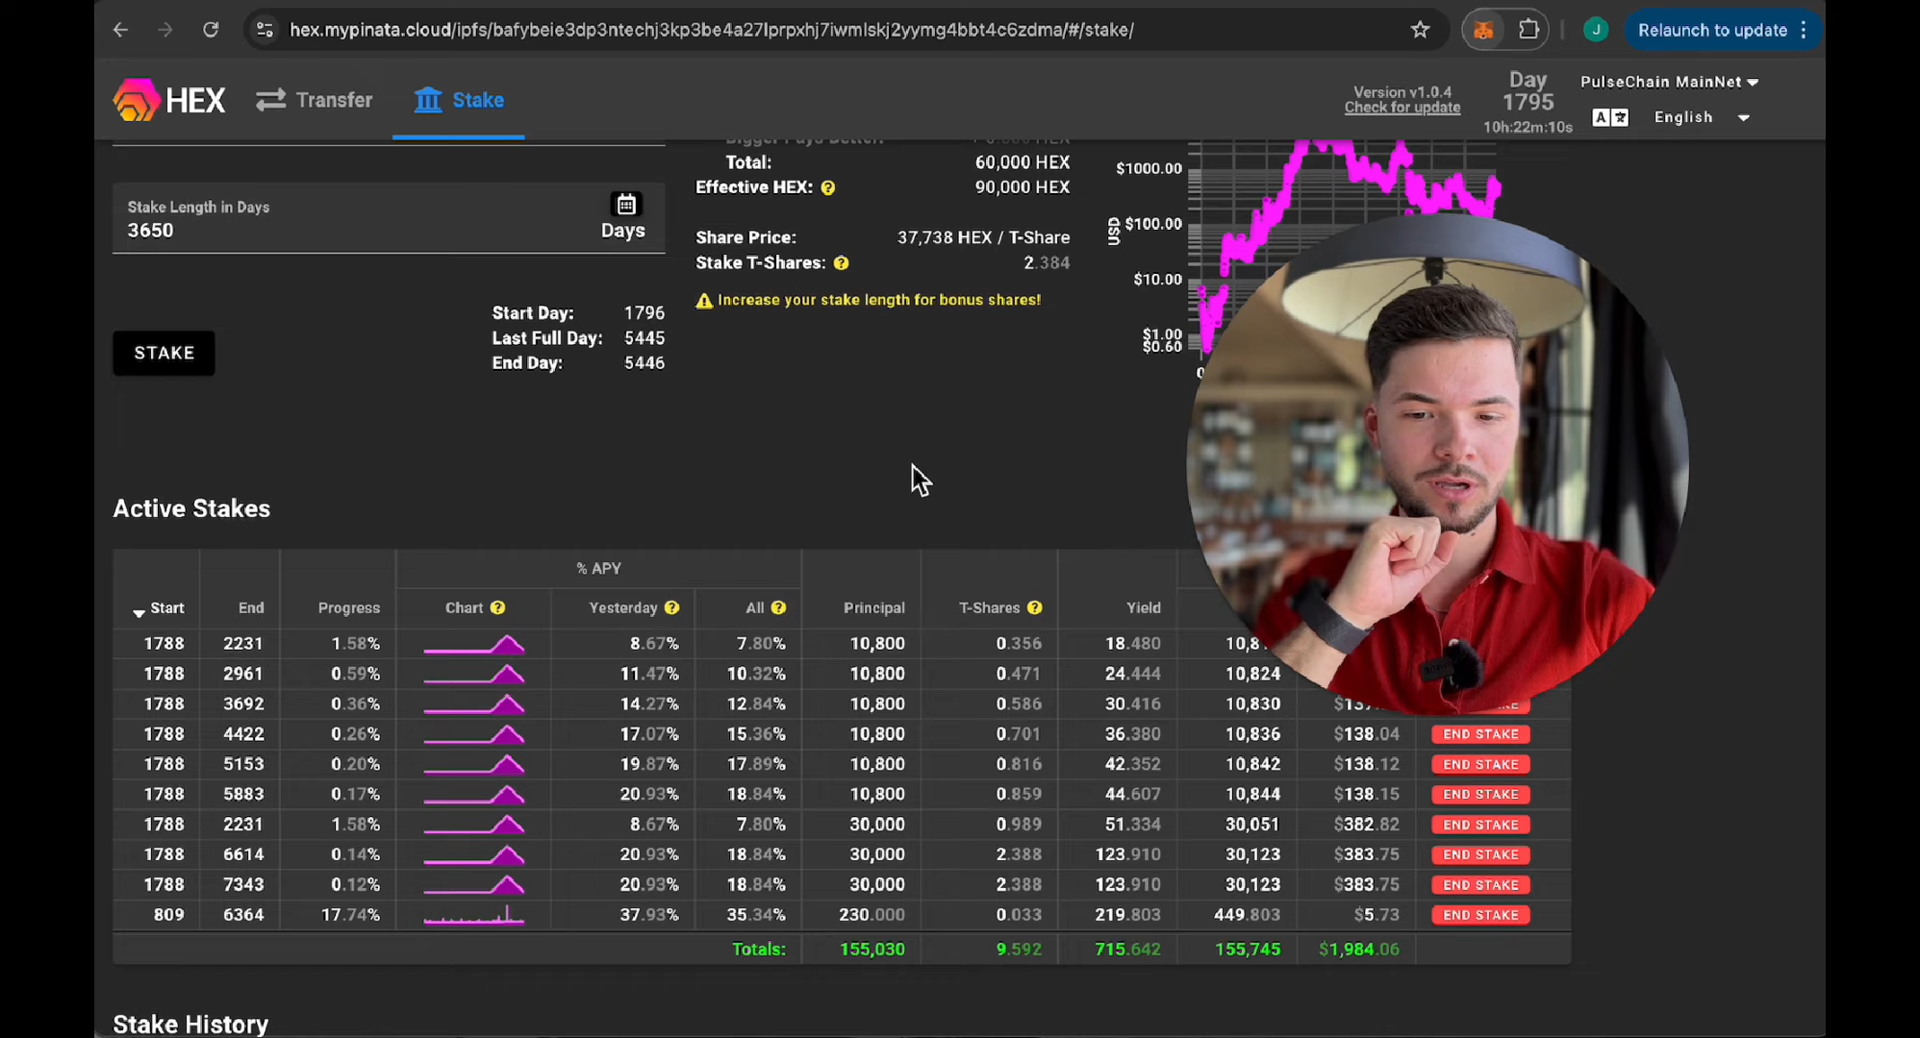 hex.mypinata.cloud/ipfs/bafybeie3dp3ntechj3kp3be4a27lprpxhj7iwmlskj2yymg4bbt4c6zdma/#/stake/
J
Relaunch to update
HEX
Transfer
Stake
Version v1.0.4
Check for update
Day
1795
10h:22m:10s
PulseChain MainNet
English
Bigger Pays Better:
Total: 60,000 HEX
Effective HEX: ? 90,000 HEX
Stake Length in Days
3650
Days
Share Price: 37,738 HEX / T-Share
Stake T-Shares: ? 2.384
Increase your stake length for bonus shares!
Start Day: 1796
Last Full Day: 5445
End Day: 5446
STAKE
USD
$1000.00
$100.00
$10.00
$1.00
$0.60
0
Active Stakes
% APY
Start End Progress Chart ? Yesterday ? All ? Principal T-Shares ? Yield
1788 2231 1.58% 8.67% 7.80% 10,800 0.356 18.480
1788 2961 0.59% 11.47% 10.32% 10,800 0.471 24.444 10,824
1788 3692 0.36% 14.27% 12.84% 10,800 0.586 30.416 10,830
1788 4422 0.26% 17.07% 15.36% 10,800 0.701 36.380 10,836 $138.04 END STAKE
1788 5153 0.20% 19.87% 17.89% 10,800 0.816 42.352 10,842 $138.12 END STAKE
1788 5883 0.17% 20.93% 18.84% 10,800 0.859 44.607 10,844 $138.15 END STAKE
1788 2231 1.58% 8.67% 7.80% 30,000 0.989 51.334 30,051 $382.82 END STAKE
1788 6614 0.14% 20.93% 18.84% 30,000 2.388 123.910 30,123 $383.75 END STAKE
1788 7343 0.12% 20.93% 18.84% 30,000 2.388 123.910 30,123 $383.75 END STAKE
809 6364 17.74% 37.93% 35.34% 230.000 0.033 219.803 449.803 $5.73 END STAKE
Totals: 155,030 9.592 715.642 155,745 $1,984.06
Stake History